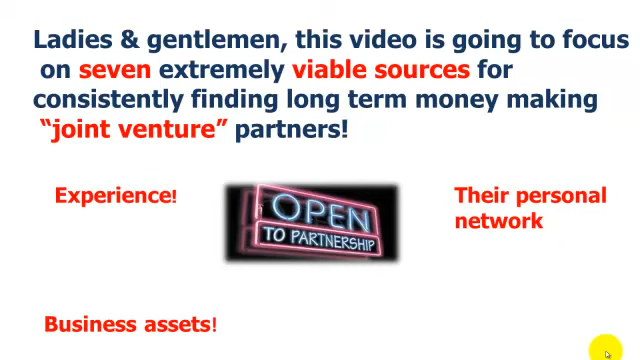 Ladies & gentlemen, this video is going to focus
on seven extremely viable sources for
consistently finding long term money making
“joint venture” partners!
Experience!
OPEN
TO PARTNERSHIP
Their personal
network
Business assets!